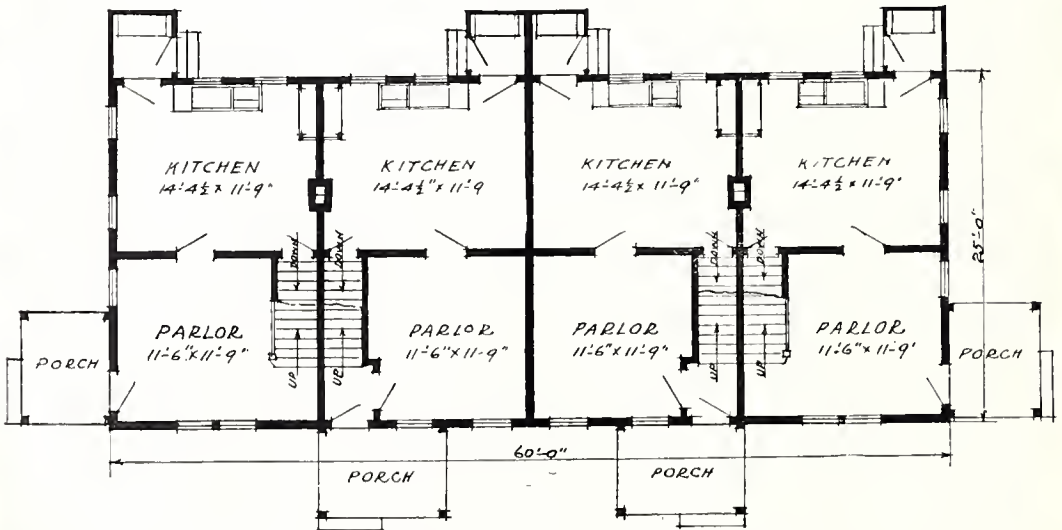 KITCHEN
14'-4½ x 11'-9"
KITCHEN
14'-4½" x 11'-9
KITCHEN
14'-4½ x 11'-9"
KITCHEN
14'-4½ x 11'-9"
DOWN
DOWN
DOWN
DOWN
25'-0"
PARLOR
11'-6" x 11'-9"
PARLOR
11'-6" x 11'-9"
PARLOR
11'-6" x 11'-9"
PARLOR
11'-6" x 11'-9'
PORCH
PORCH
UP
UP
UP
UP
60'-0"
PORCH
PORCH